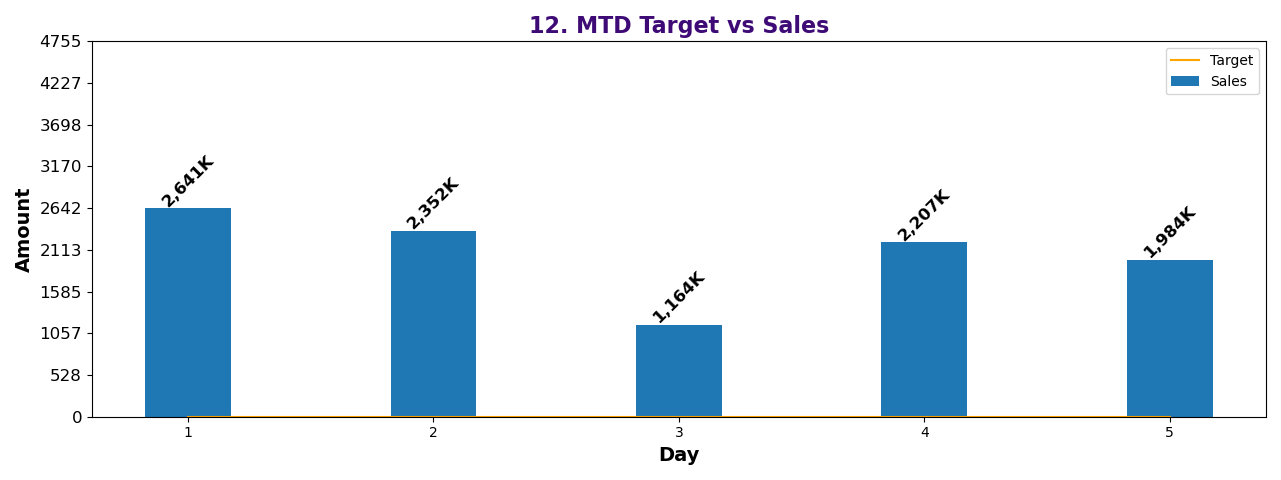 12. MTD Target vs Sales
4755
4227
3698
3170
2642
2113
1585
1057
528
0
Amount
Target
Sales
2,641K
2,352K
1,164K
2,207K
1,984K
1
2
3
4
5
Day